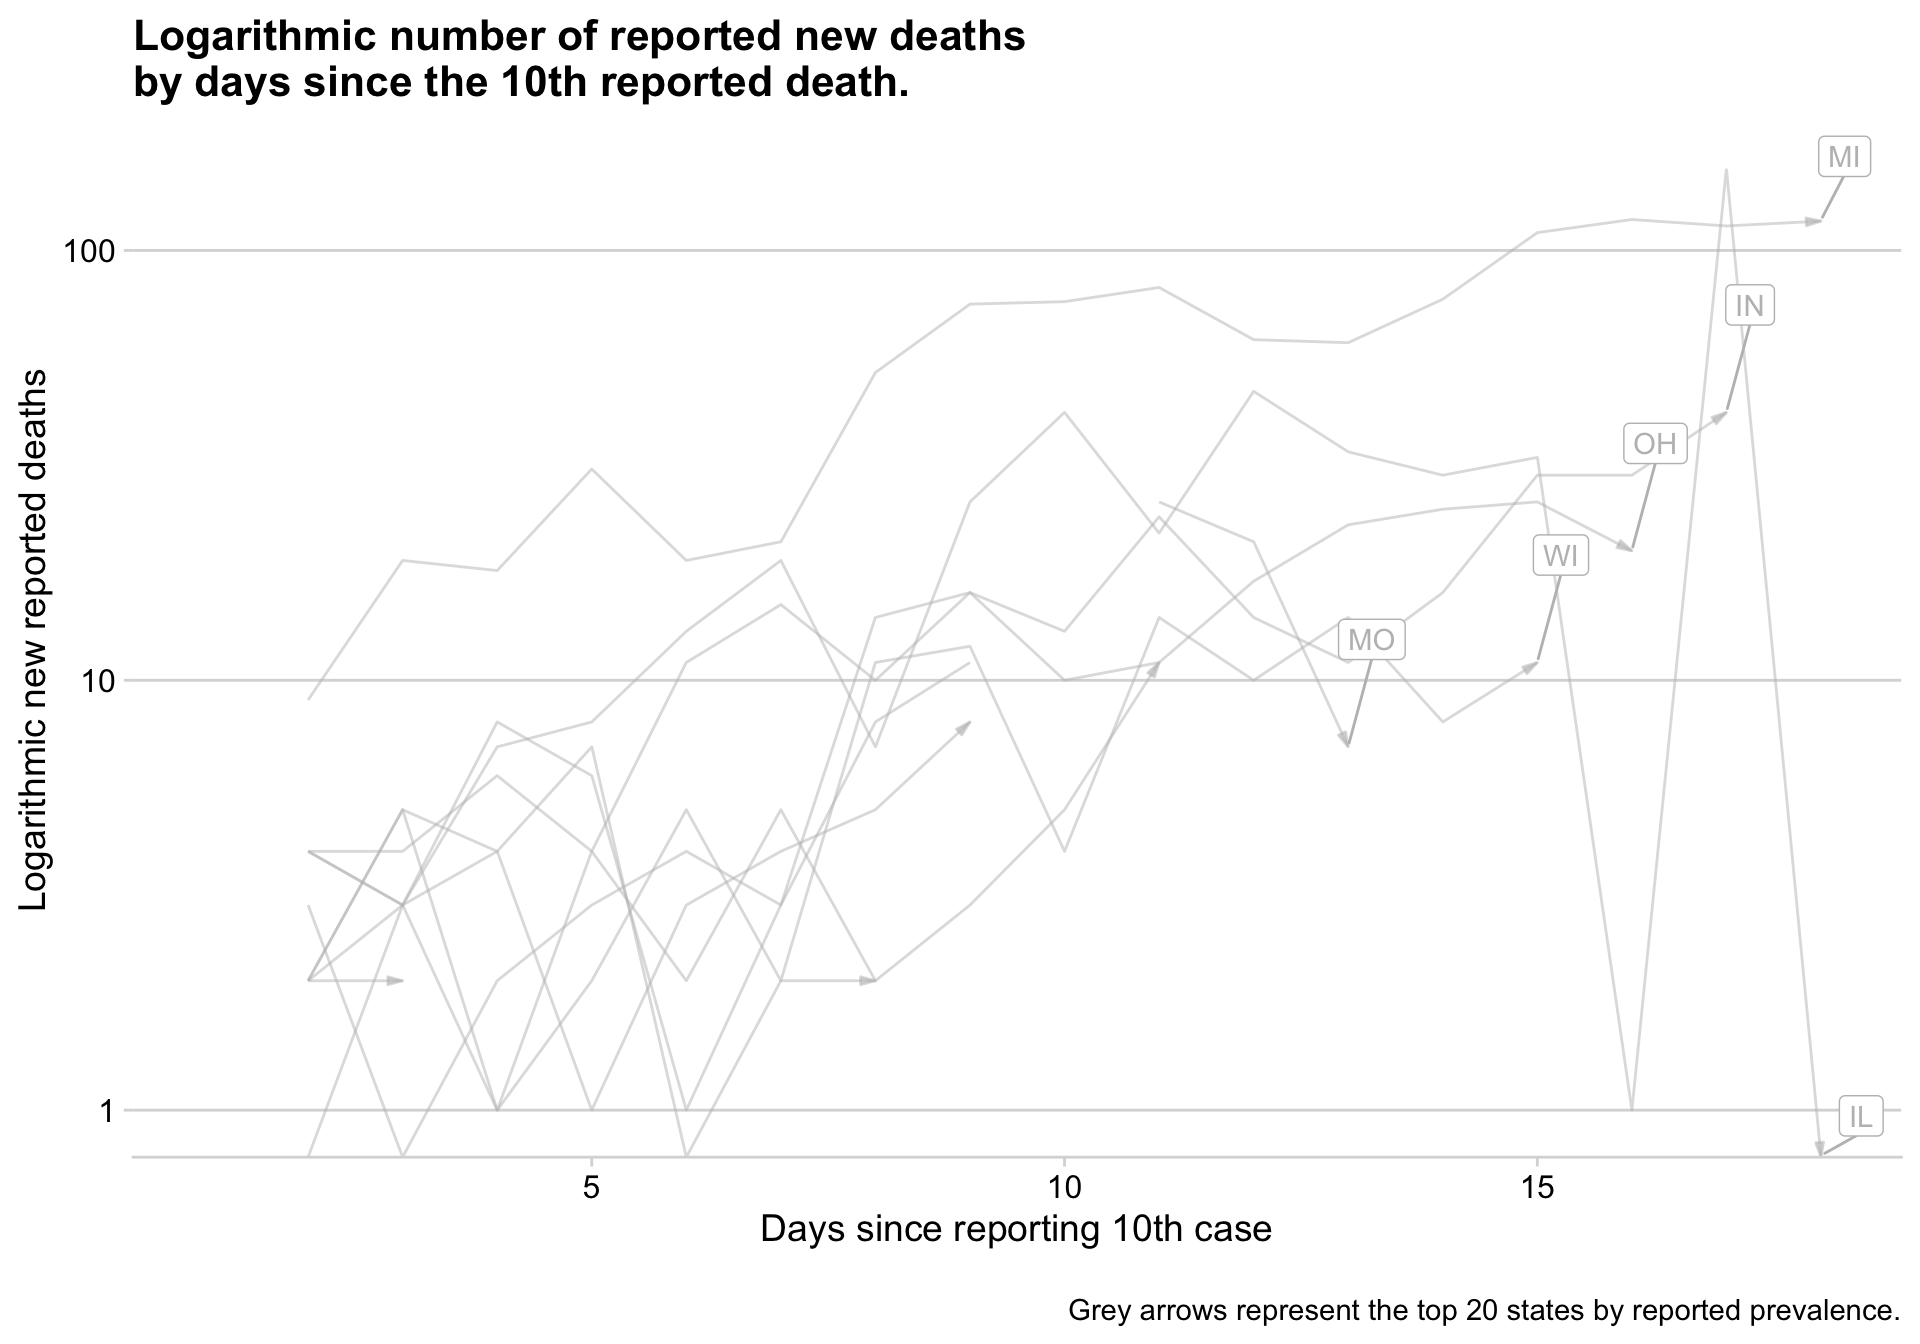 Logarithmic number of reported new deaths
by days since the 10th reported death.
MI
100
IN
OH
WI
MO
10
Logarithmic new reported deaths
1
IL
5 10 15
Days since reporting 10th case
Grey arrows represent the top 20 states by reported prevalence.